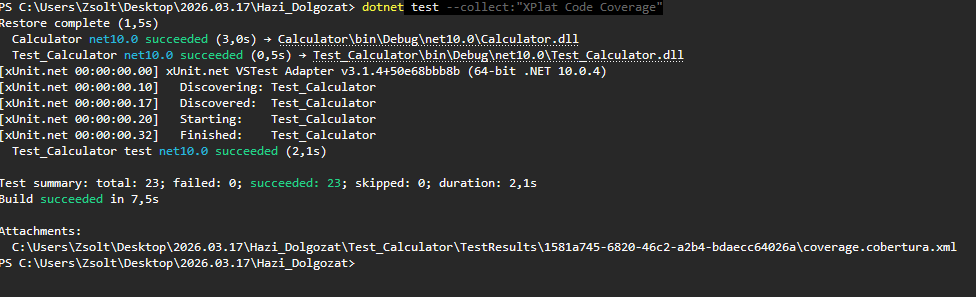 PS C:\Users\Zsolt\Desktop\2026.03.17\Hazi_Dolgozat> dotnet test --collect:"XPlat Code Coverage"
Restore complete (1,5s)
  Calculator net10.0 succeeded (3,0s) → Calculator\bin\Debug\net10.0\Calculator.dll
  Test_Calculator net10.0 succeeded (0,5s) → Test_Calculator\bin\Debug\net10.0\Test_Calculator.dll
[xUnit.net 00:00:00.00] xUnit.net VSTest Adapter v3.1.4+50e68bbb8b (64-bit .NET 10.0.4)
[xUnit.net 00:00:00.10]   Discovering: Test_Calculator
[xUnit.net 00:00:00.17]   Discovered:  Test_Calculator
[xUnit.net 00:00:00.20]   Starting:    Test_Calculator
[xUnit.net 00:00:00.32]   Finished:    Test_Calculator
  Test_Calculator test net10.0 succeeded (2,1s)

Test summary: total: 23; failed: 0; succeeded: 23; skipped: 0; duration: 2,1s
Build succeeded in 7,5s

Attachments:
  C:\Users\Zsolt\Desktop\2026.03.17\Hazi_Dolgozat\Test_Calculator\TestResults\1581a745-6820-46c2-a2b4-bdaecc64026a\coverage.cobertura.xml
PS C:\Users\Zsolt\Desktop\2026.03.17\Hazi_Dolgozat>